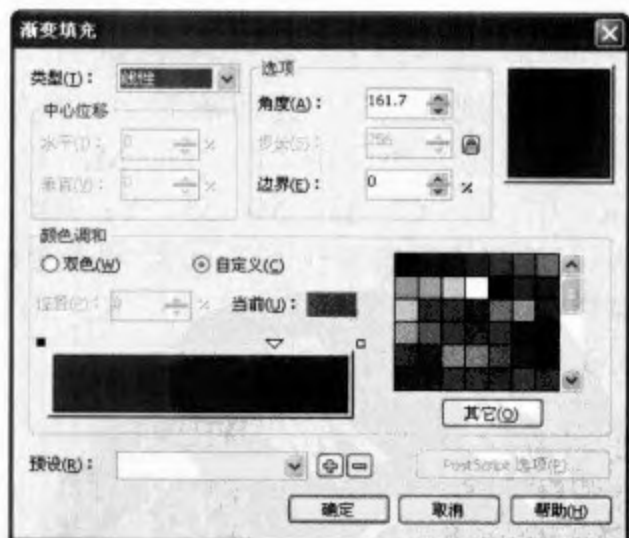 渐变填充
类型(T): 线性
选项
中心位移
角度(A): 161.7
水平(I): 0 %
步长(S): 256
垂直(V): 0 %
边界(E): 0 %
颜色调和
双色(W) 自定义(C)
位置(P): % 当前(U):
其它(O)
预设(R):
PostScript 选项(P)...
确定 取消 帮助(H)